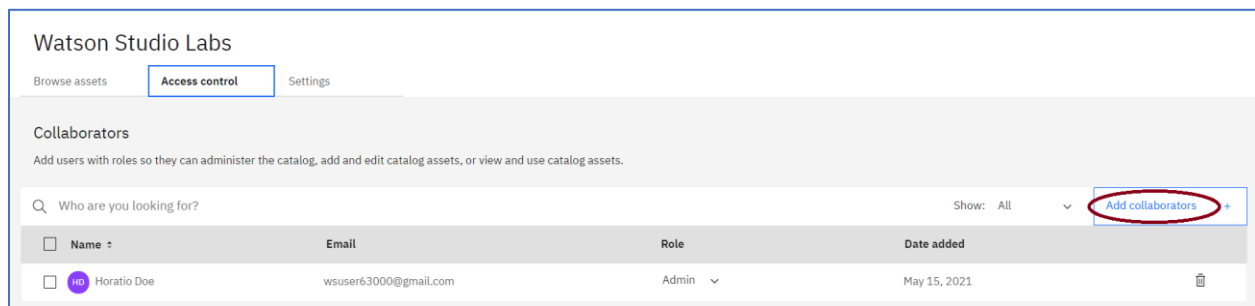 Watson Studio Labs
Browse assets Access control Settings
Collaborators
Add users with roles so they can administer the catalog, add and edit catalog assets, or view and use catalog assets.
Who are you looking for? Show: All Add collaborators +
Name Email Role Date added
HD Horatio Doe wsuser63000@gmail.com Admin May 15, 2021